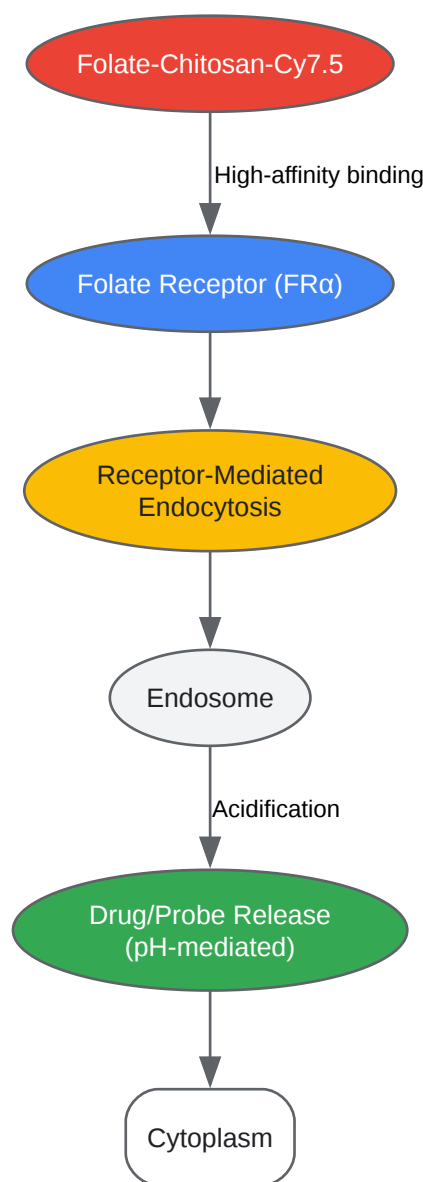 Folate-Chitosan-Cy7.5
High-affinity binding
Folate Receptor (FRα)
Receptor-Mediated
Endocytosis
Endosome
Acidification
Drug/Probe Release
(pH-mediated)
Cytoplasm